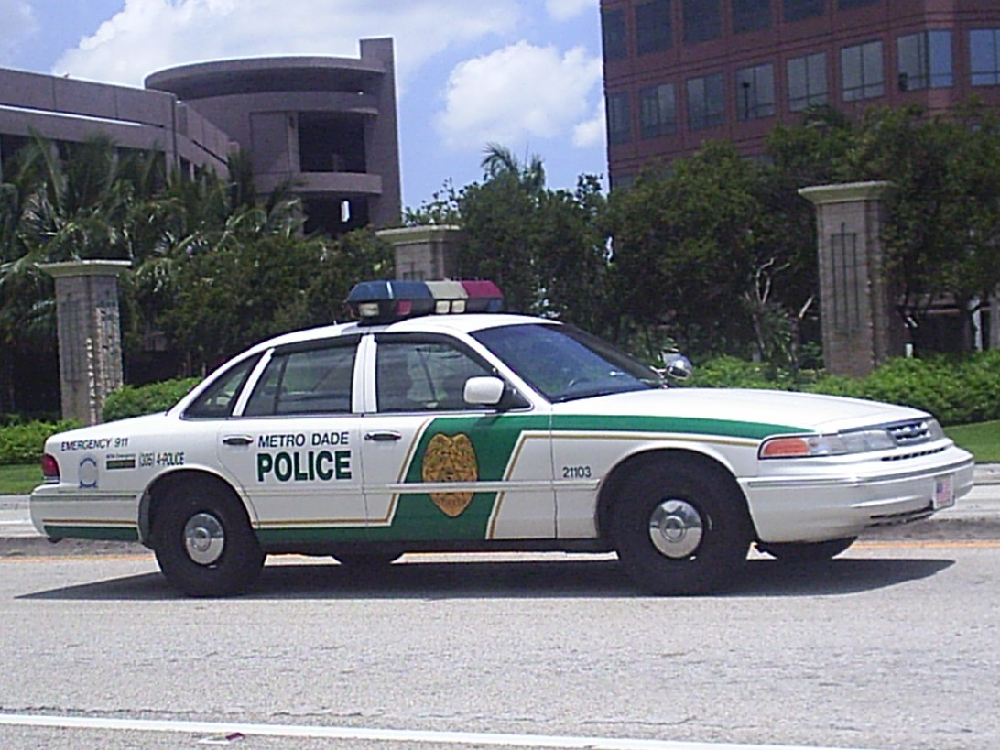 METRO DADE
POLICE
EMERGENCY 911
(305) 4-POLICE
21103